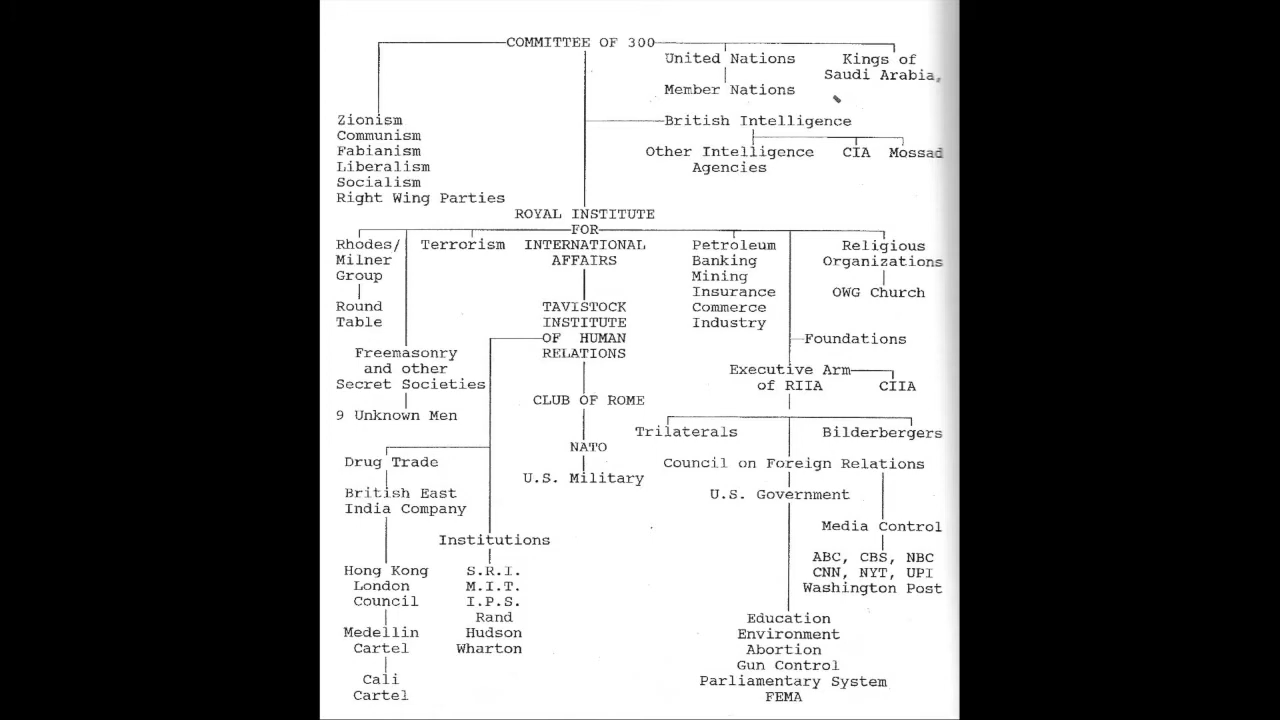 COMMITTEE OF 300
United Nations
Kings of
Saudi Arabia,
Member Nations
Zionism
Communism
Fabianism
Liberalism
Socialism
Right Wing Parties
British Intelligence
Other Intelligence
Agencies
CIA
Mossad
ROYAL INSTITUTE
FOR
INTERNATIONAL
AFFAIRS
Rhodes/
Milner
Group
Round
Table
Terrorism
Petroleum
Banking
Mining
Insurance
Commerce
Industry
Religious
Organizations
OWG Church
Freemasonry
and other
Secret Societies
9 Unknown Men
TAVISTOCK
INSTITUTE
OF HUMAN
RELATIONS
CLUB OF ROME
NATO
U.S. Military
Foundations
Executive Arm
of RIIA
CIIA
Trilaterals
Bilderbergers
Council on Foreign Relations
U.S. Government
Media Control
ABC, CBS, NBC
CNN, NYT, UPI
Washington Post
Drug Trade
British East
India Company
Hong Kong
London
Council
Medellin
Cartel
Cali
Cartel
Institutions
S.R.I.
M.I.T.
I.P.S.
Rand
Hudson
Wharton
Education
Environment
Abortion
Gun Control
Parliamentary System
FEMA